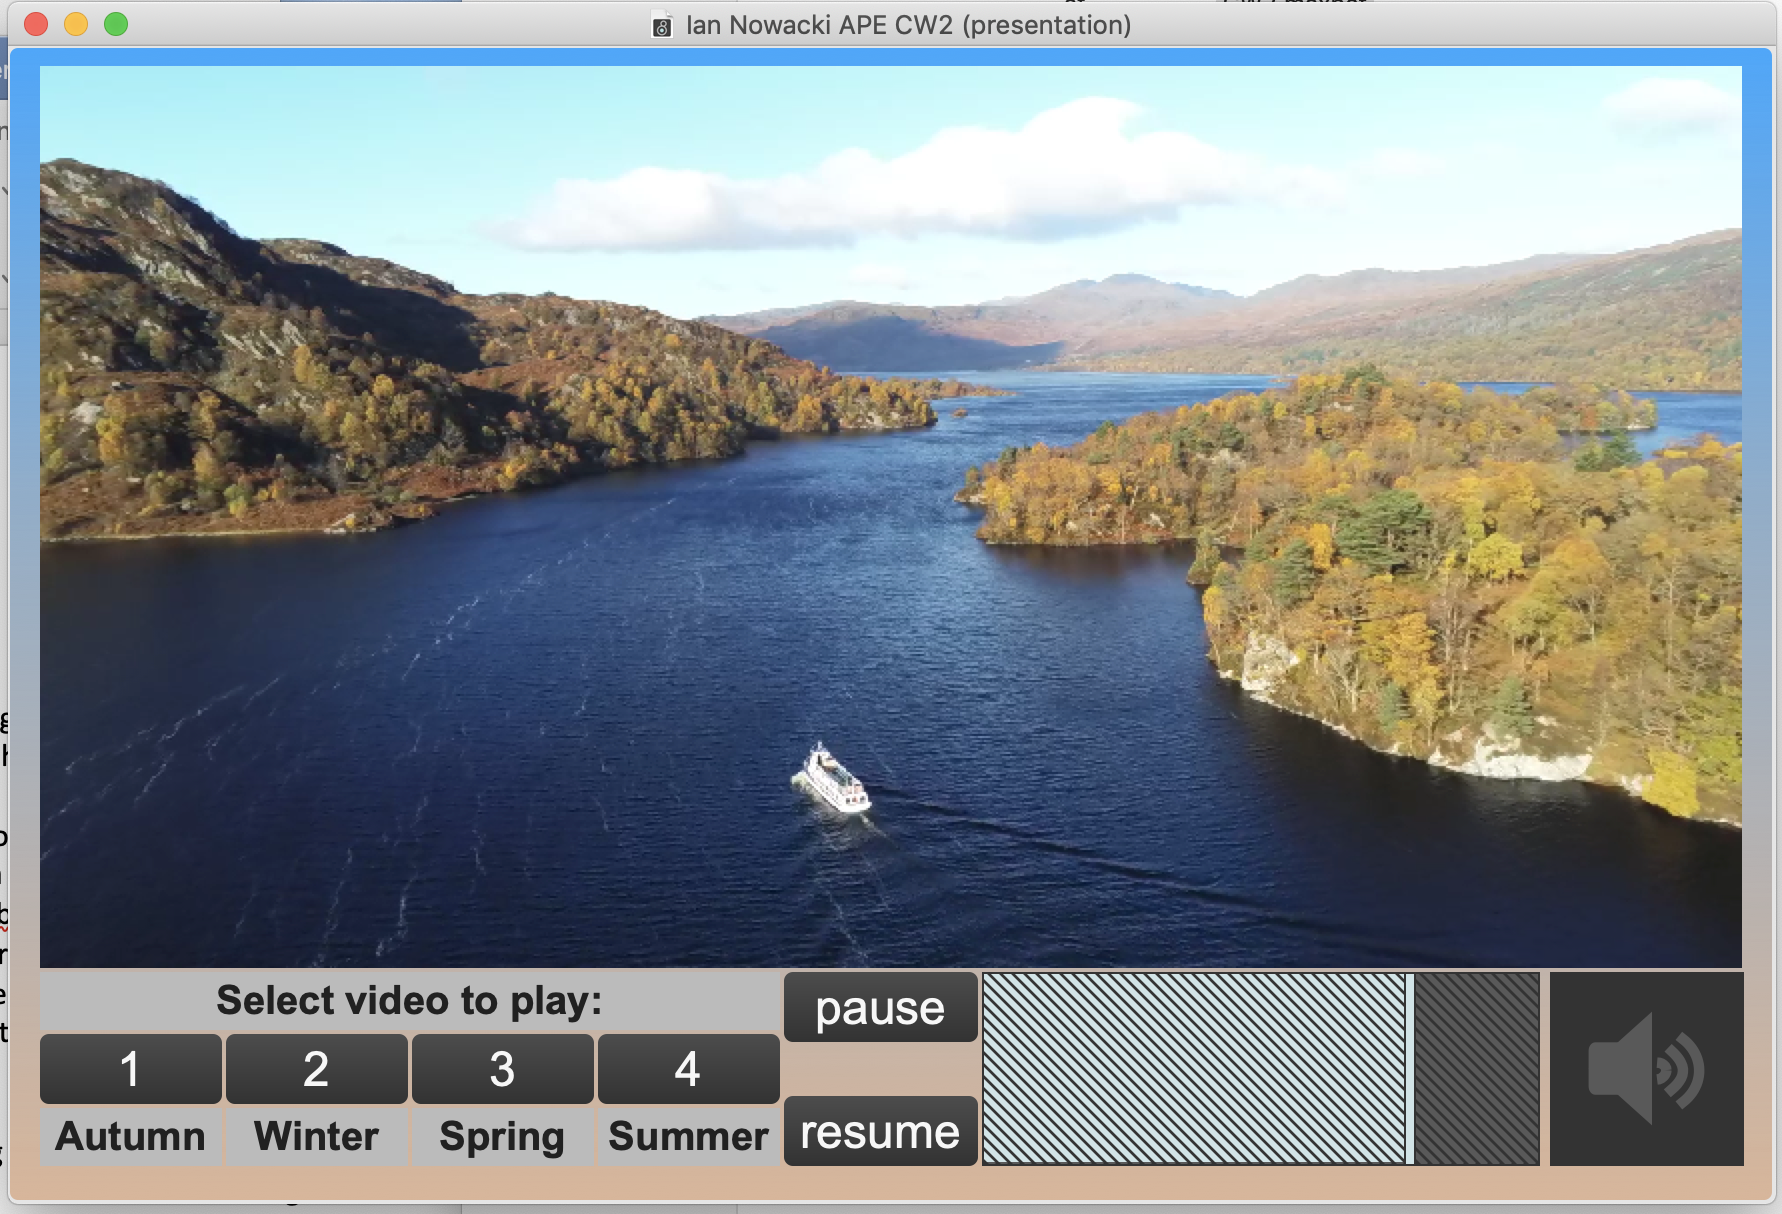 Ian Nowacki APE CW2 (presentation)
Select video to play:
pause
1 2 3 4
Autumn Winter Spring Summer
resume